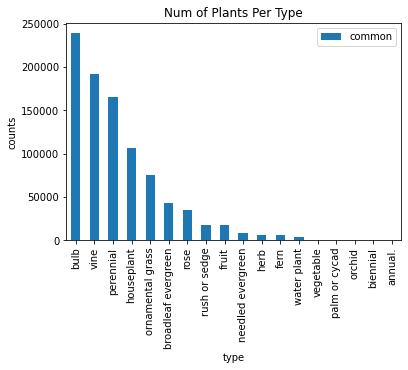 Num of Plants Per Type
common
counts
250000
200000
150000
100000
50000
0
bulb
vine
perennial
houseplant
ornamental grass
broadleaf evergreen
rose
rush or sedge
fruit
needled evergreen
herb
fern
water plant
vegetable
palm or cycad
orchid
biennial
annual
type